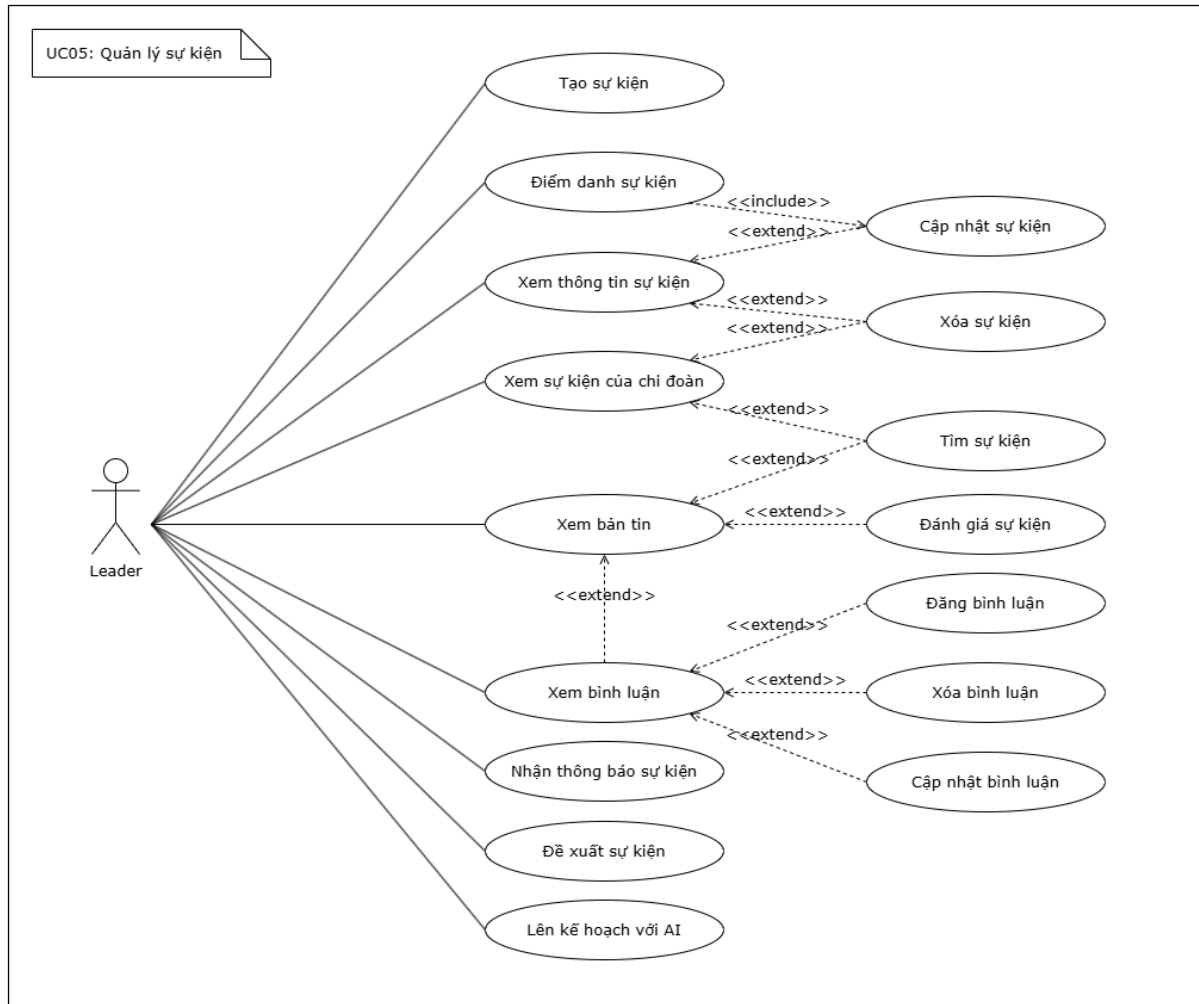 UC05: Quản lý sự kiện
Tạo sự kiện
Điểm danh sự kiện
<<include>>
Cập nhật sự kiện
<<extend>>
Xem thông tin sự kiện
<<extend>>
Xóa sự kiện
<<extend>>
Xem sự kiện của chi đoàn
<<extend>>
Tìm sự kiện
<<extend>>
Xem bản tin
<<extend>>
Đánh giá sự kiện
Leader
<<extend>>
Đăng bình luận
<<extend>>
Xem bình luận
<<extend>>
Xóa bình luận
<<extend>>
Nhận thông báo sự kiện
Cập nhật bình luận
Đề xuất sự kiện
Lên kế hoạch với AI